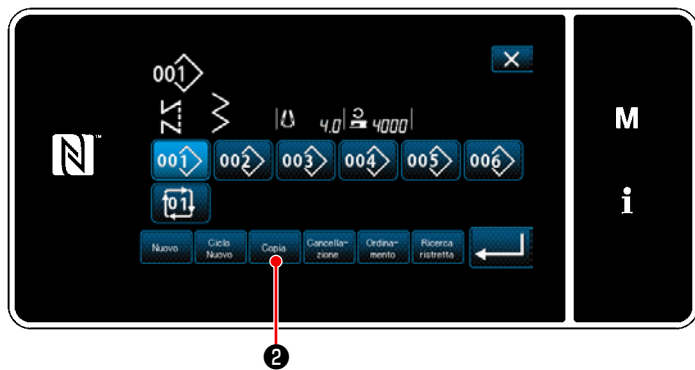 001
4.0 4000
001 002 003 004 005 006
01
Nuovo Ciclo Nuovo Copia Cancella-zione Ordina-mento Ricerca ristretta
M
i
❷